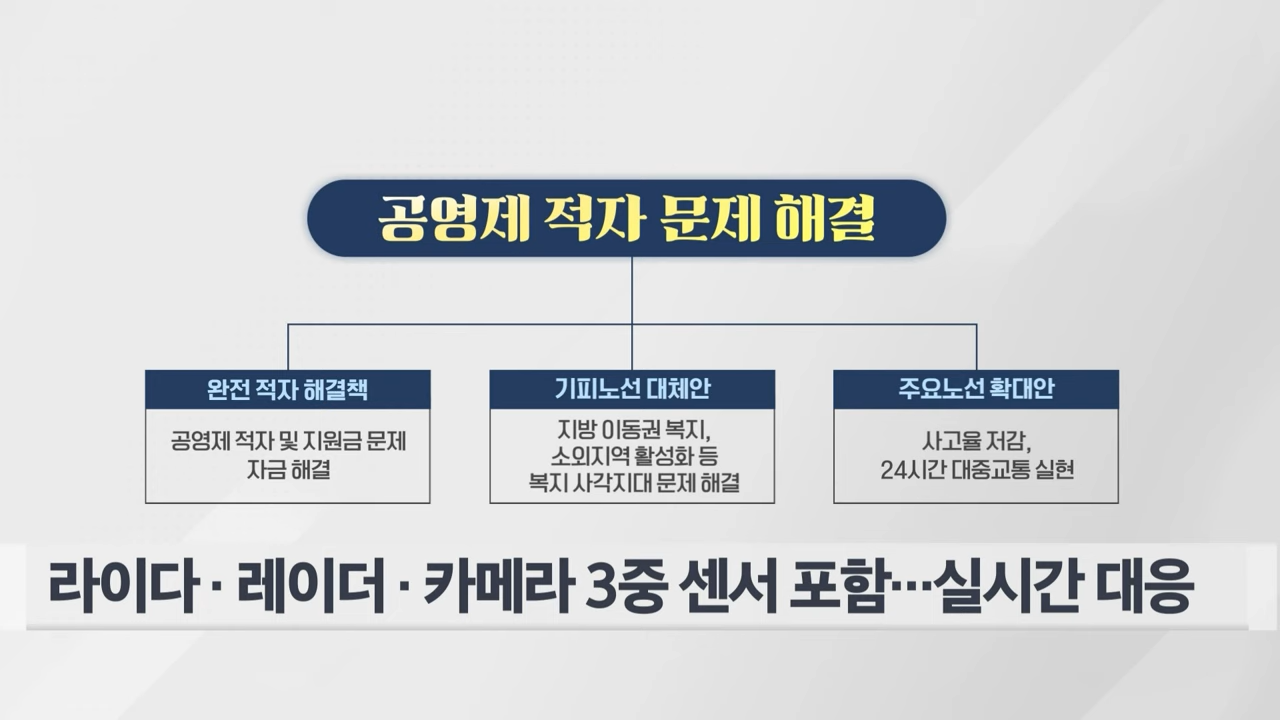 공영제 적자 문제 해결
완전 적자 해결책
공영제 적자 및 지원금 문제
자금 해결
기피노선 대체안
지방 이동권 복지,
소외지역 활성화 등
복지 사각지대 문제 해결
주요노선 확대안
사고율 저감,
24시간 대중교통 실현
라이다·레이더·카메라 3중 센서 포함…실시간 대응